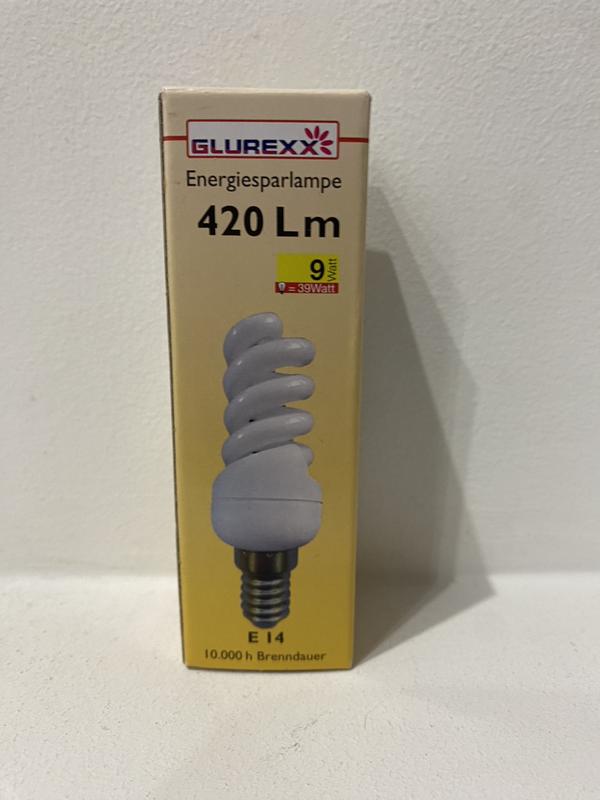 GLUREXX
Energiesparlampe
420 Lm
9 Watt
= 39Watt
E 14
10.000 h Brenndauer